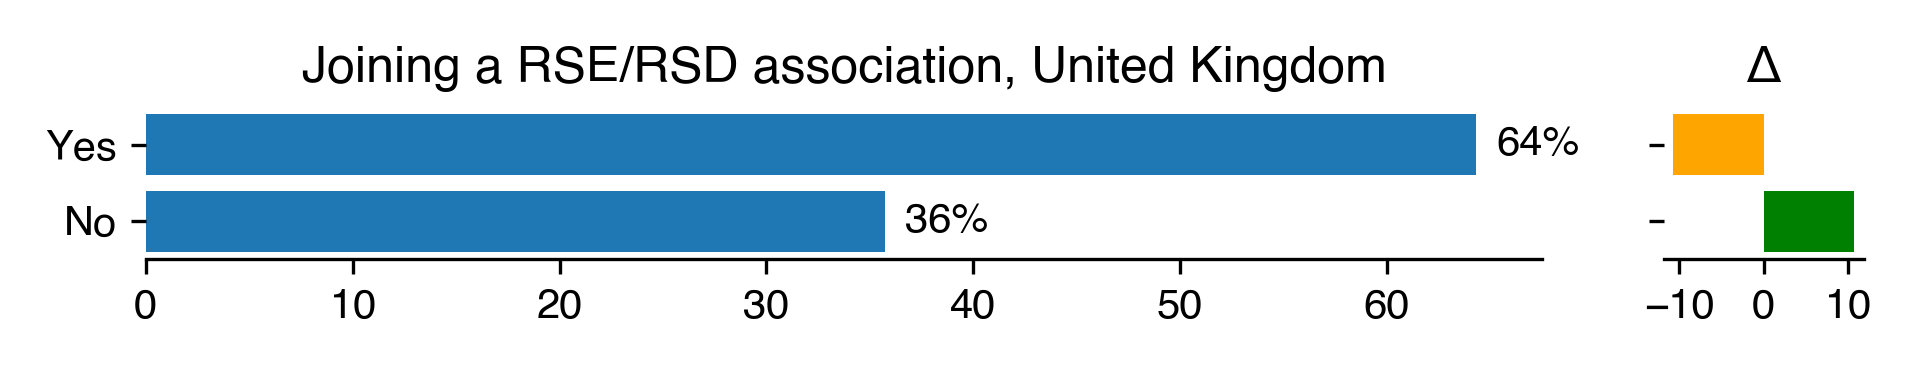 Joining a RSE/RSD association, United Kingdom Δ
Yes 64%
No 36%
0 10 20 30 40 50 60 −10 0 10